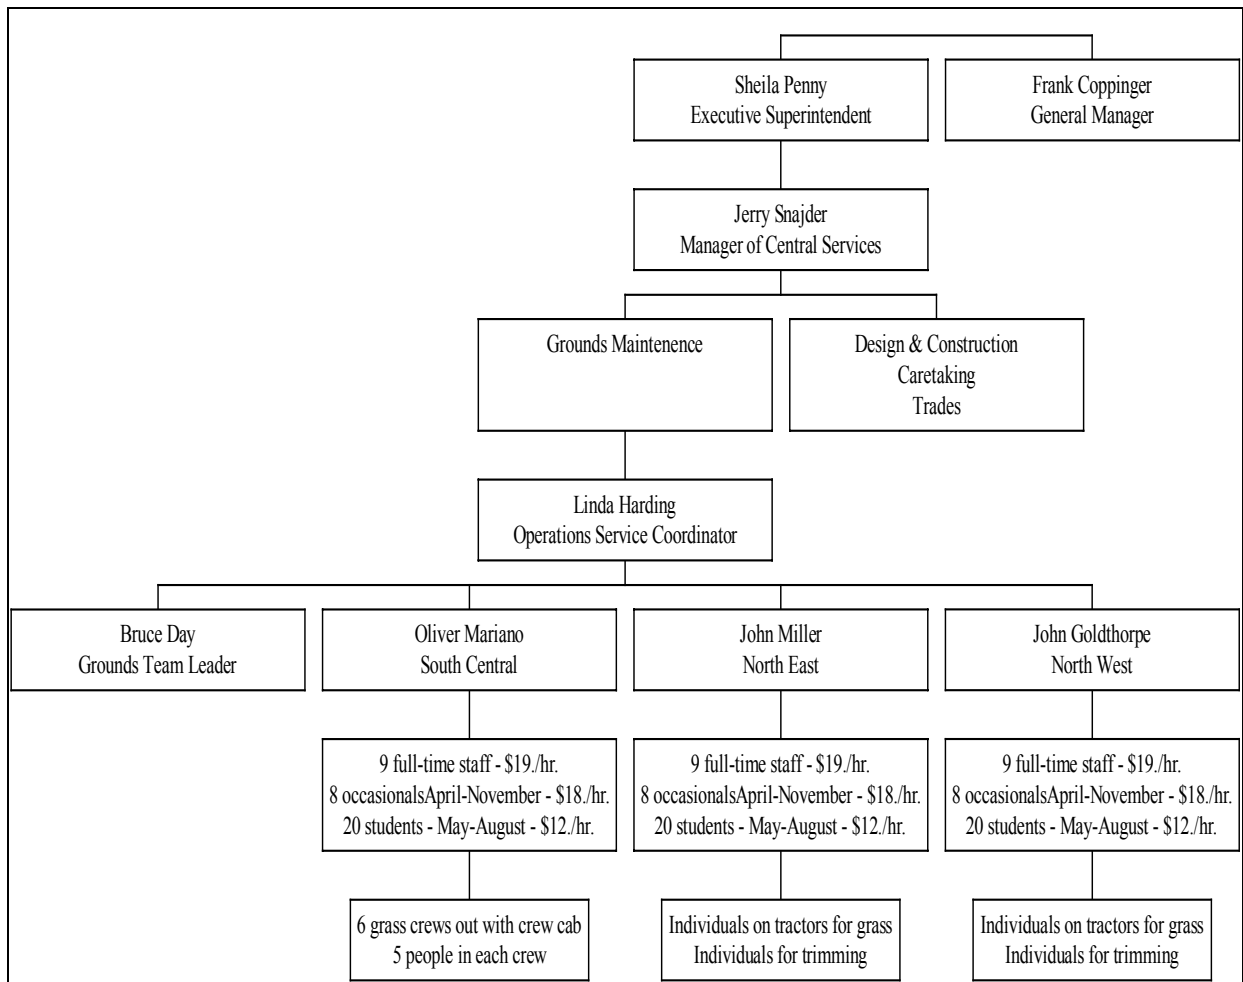 Sheila Penny
Executive Superintendent
Frank Coppinger
General Manager
Jerry Snajder
Manager of Central Services
Grounds Maintenence
Design & Construction
Caretaking
Trades
Linda Harding
Operations Service Coordinator
Bruce Day
Grounds Team Leader
Oliver Mariano
South Central
John Miller
North East
John Goldthorpe
North West
9 full-time staff - $19./hr.
8 occasionalsApril-November - $18./hr.
20 students - May-August - $12./hr.
9 full-time staff - $19./hr.
8 occasionalsApril-November - $18./hr.
20 students - May-August - $12./hr.
9 full-time staff - $19./hr.
8 occasionalsApril-November - $18./hr.
20 students - May-August - $12./hr.
6 grass crews out with crew cab
5 people in each crew
Individuals on tractors for grass
Individuals for trimming
Individuals on tractors for grass
Individuals for trimming